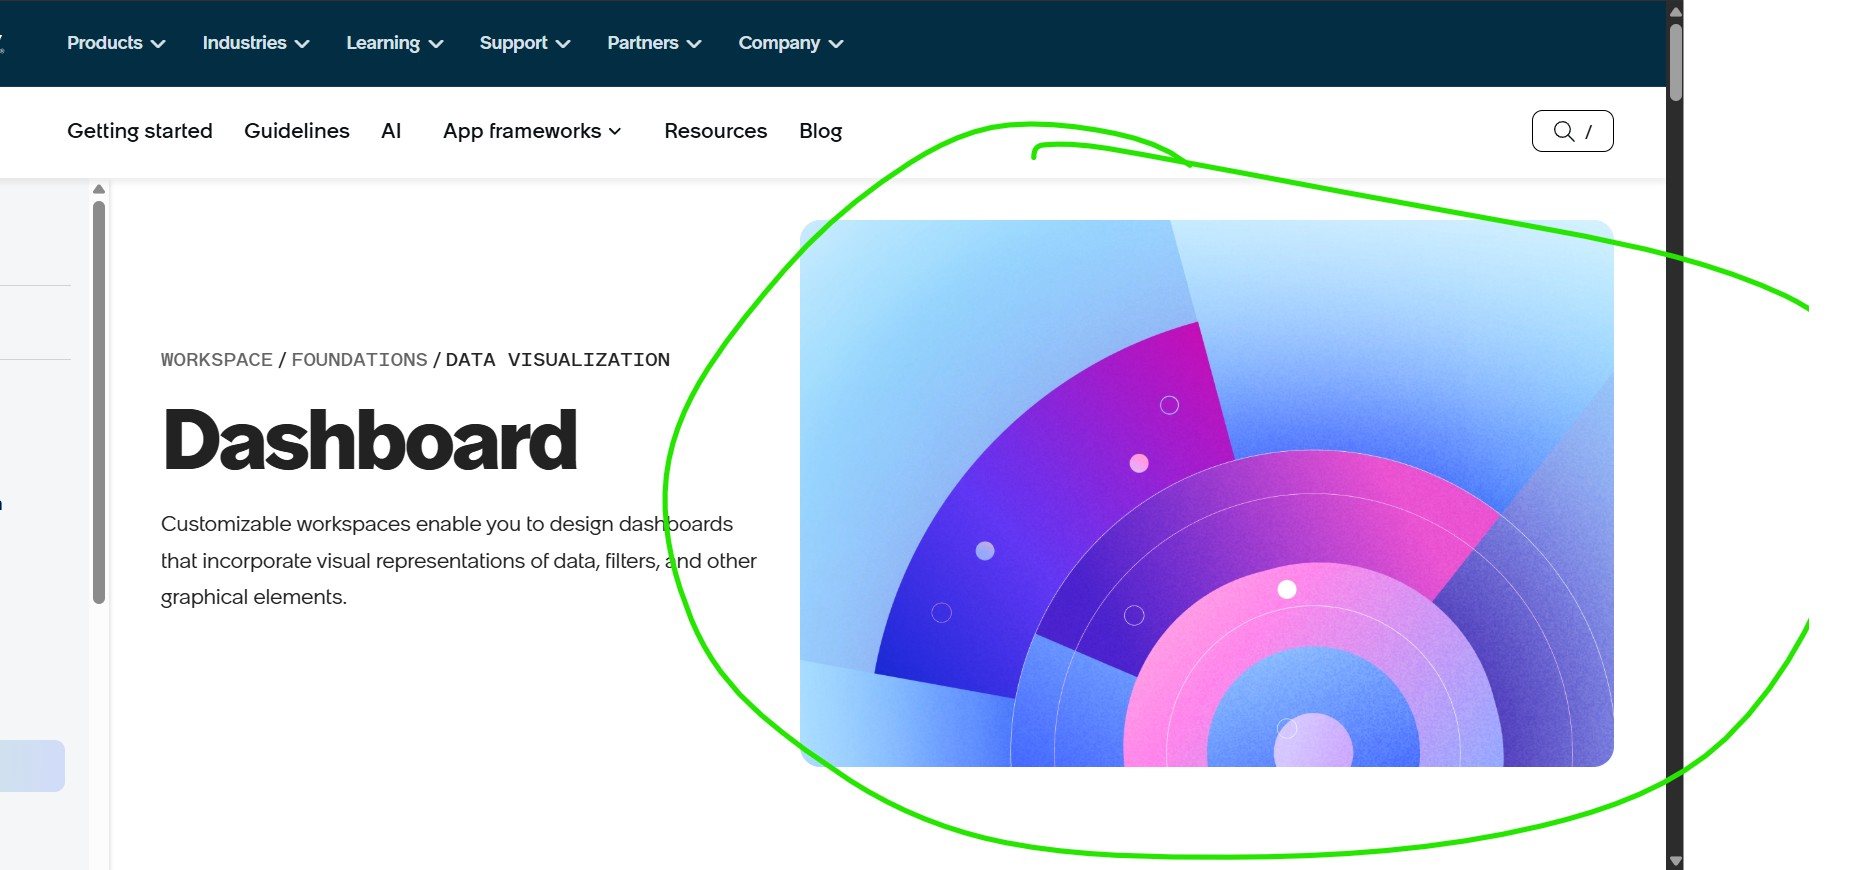 Products Industries Learning Support Partners Company
Getting started Guidelines AI App frameworks Resources Blog /
WORKSPACE / FOUNDATIONS / DATA VISUALIZATION
Dashboard
Customizable workspaces enable you to design dashboards
that incorporate visual representations of data, filters, and other
graphical elements.